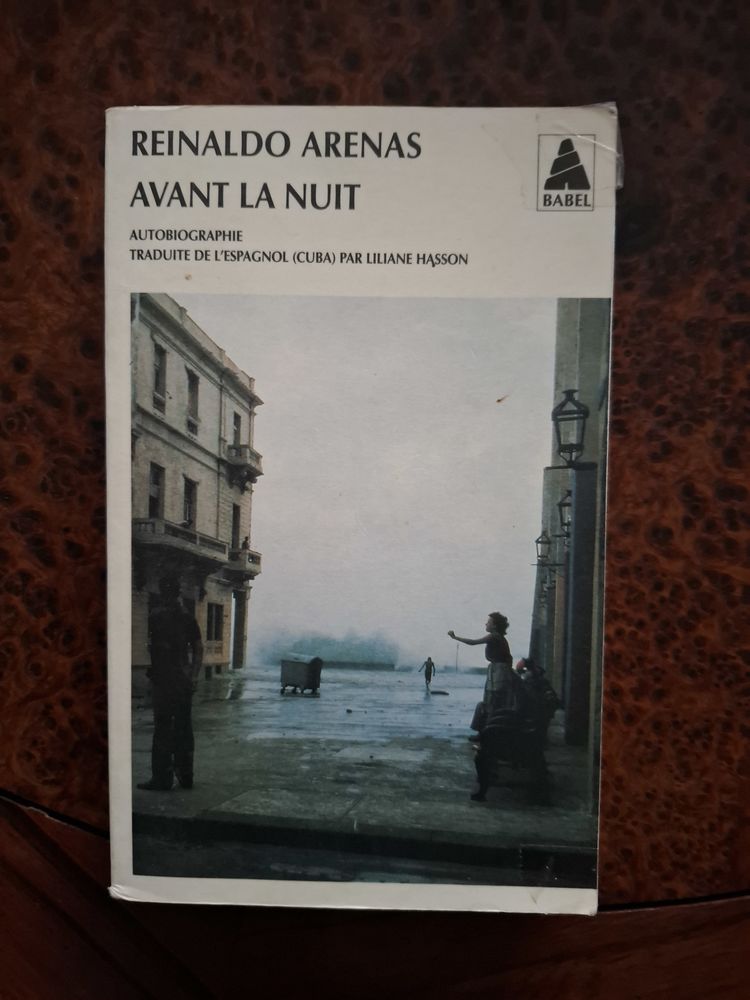 REINALDO ARENAS
AVANT LA NUIT
BABEL
AUTOBIOGRAPHIE
TRADUITE DE L'ESPAGNOL (CUBA) PAR LILIANE HASSON